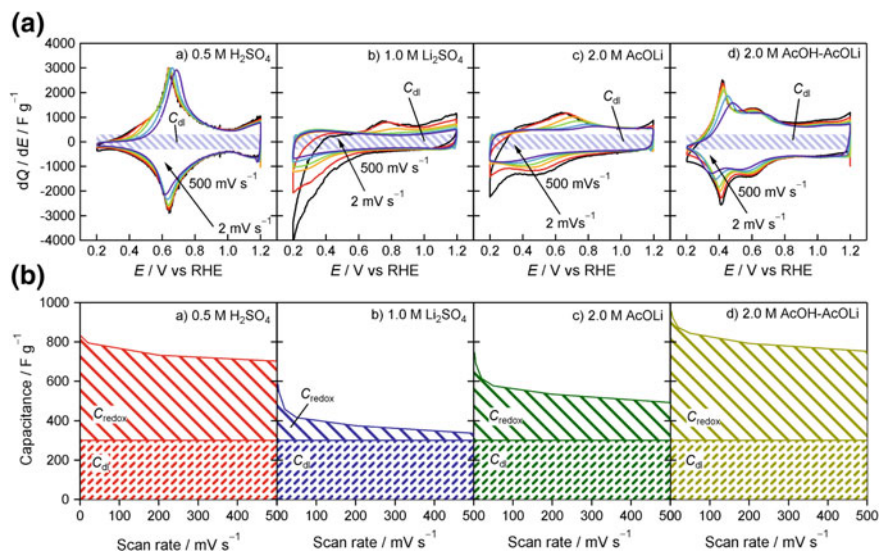 (a)
a) 0.5 M H₂SO₄
b) 1.0 M Li₂SO₄
c) 2.0 M AcOLi
d) 2.0 M AcOH-AcOLi
4000
3000
2000
1000
0
-1000
-2000
-3000
-4000
dQ / dE / F g⁻¹
C_dl
500 mV s⁻¹
2 mV s⁻¹
C_dl
500 mV s⁻¹
2 mV s⁻¹
C_dl
500 mV s⁻¹
2 mVs⁻¹
C_dl
500 mV s⁻¹
2 mV s⁻¹
0.2 0.4 0.6 0.8 1.0 1.2 0.2 0.4 0.6 0.8 1.0 1.2 0.2 0.4 0.6 0.8 1.0 1.2 0.2 0.4 0.6 0.8 1.0 1.2
E / V vs RHE E / V vs RHE E / V vs RHE E / V vs RHE
(b)
a) 0.5 M H₂SO₄
b) 1.0 M Li₂SO₄
c) 2.0 M AcOLi
d) 2.0 M AcOH-AcOLi
1000
800
600
400
200
0
Capacitance / F g⁻¹
C_redox
C_dl
C_redox
C_dl
C_redox
C_dl
C_redox
C_dl
0 100 200 300 400 500 100 200 300 400 500 100 200 300 400 500 100 200 300 400 500
Scan rate / mV s⁻¹ Scan rate / mV s⁻¹ Scan rate / mV s⁻¹ Scan rate / mV s⁻¹